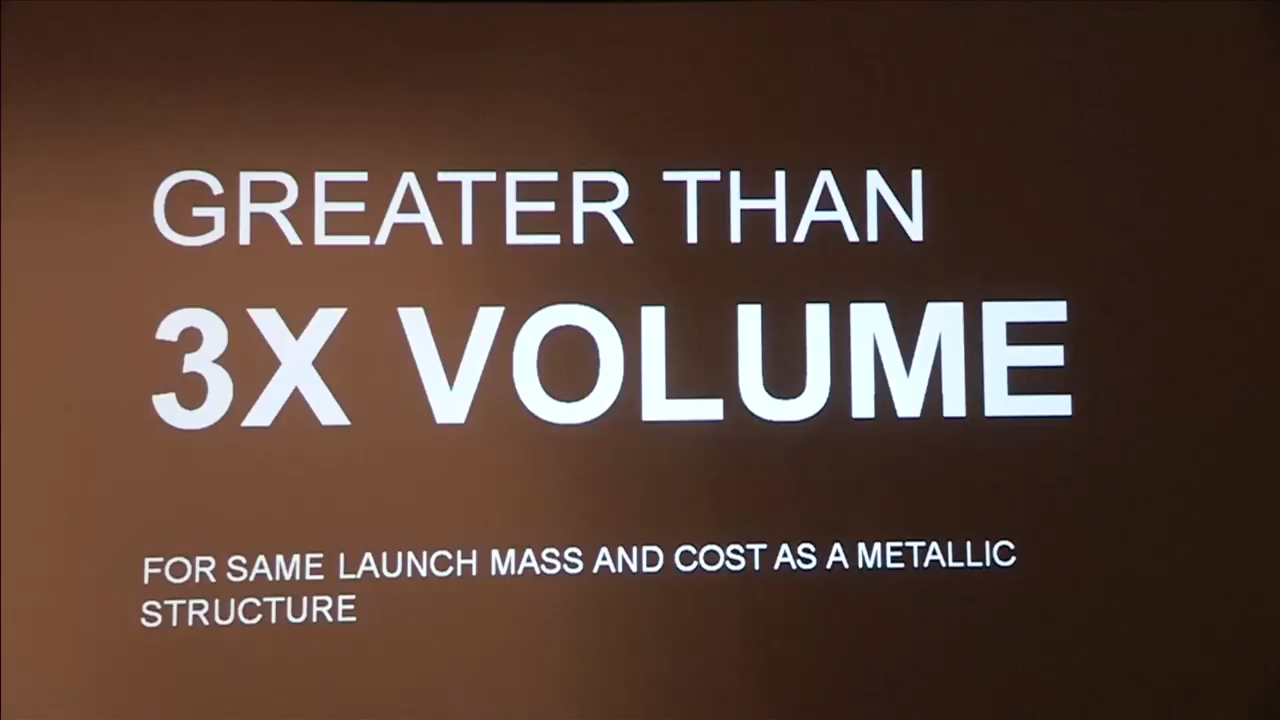 GREATER THAN
3X VOLUME
FOR SAME LAUNCH MASS AND COST AS A METALLIC
STRUCTURE